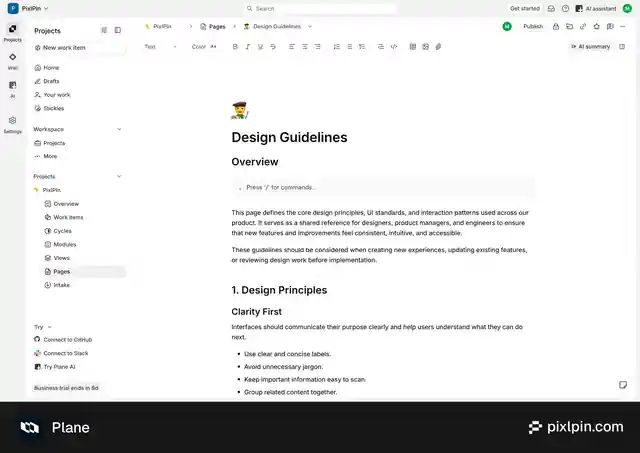 P PixlPin
Search
Get started
AI assistant
M
Projects
Wiki
AI
Settings
Projects
New work item
Home
Drafts
Your work
Stickies
Workspace
Projects
More
Projects
PixlPin
Overview
Work items
Cycles
Modules
Views
Pages
Intake
Try
Connect to GitHub
Connect to Slack
Try Plane AI
Business trial ends in 8d
PixlPin > Pages > Design Guidelines
M
Publish
Text
Color Aa
B I U S
AI summary
Design Guidelines
Overview
Press '/' for commands...
This page defines the core design principles, UI standards, and interaction patterns used across our
product. It serves as a shared reference for designers, product managers, and engineers to ensure
that new features and improvements feel consistent, intuitive, and accessible.
These guidelines should be considered when creating new experiences, updating existing features,
or reviewing design work before implementation.
1. Design Principles
Clarity First
Interfaces should communicate their purpose clearly and help users understand what they can do
next.
• Use clear and concise labels.
• Avoid unnecessary jargon.
• Keep important information easy to scan.
• Group related content together.
Plane
pixlpin.com